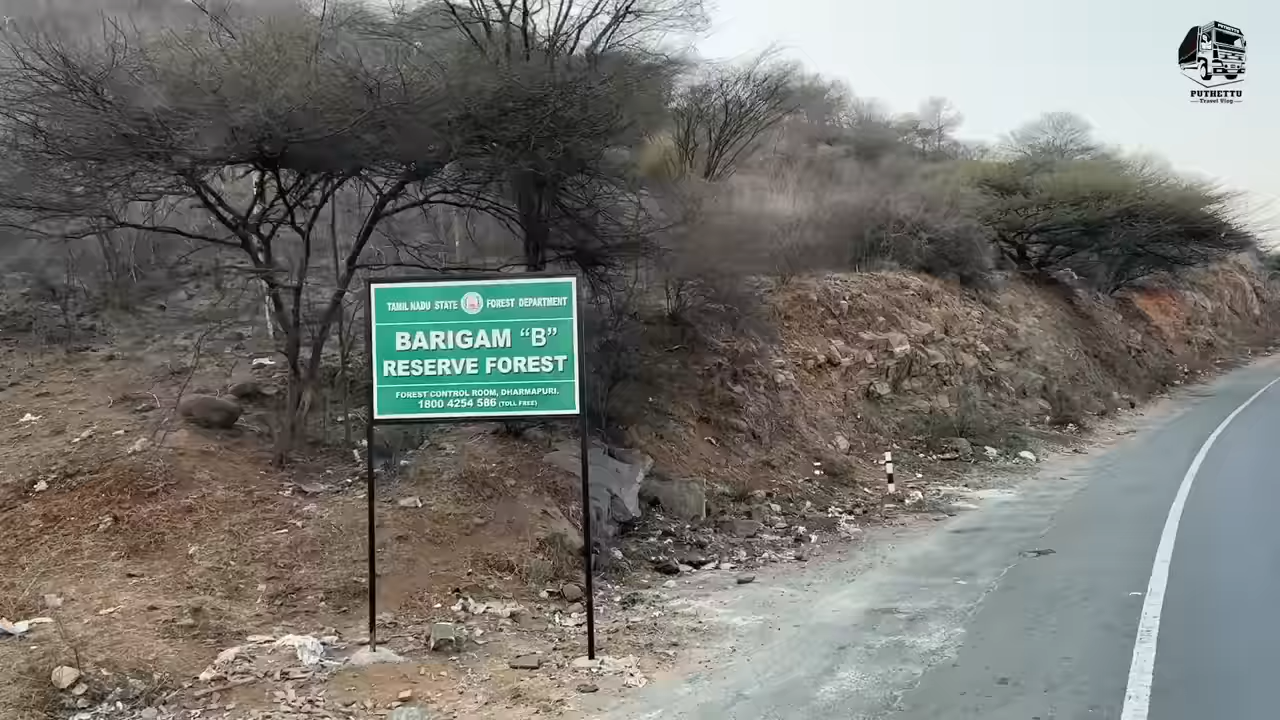 TAMIL NADU STATE FOREST DEPARTMENT
BARIGAM "B"
RESERVE FOREST
FOREST CONTROL ROOM, DHARMAPURI.
1800 4254 586 (TOLL FREE)
PUTHETTU
Travel Vlog